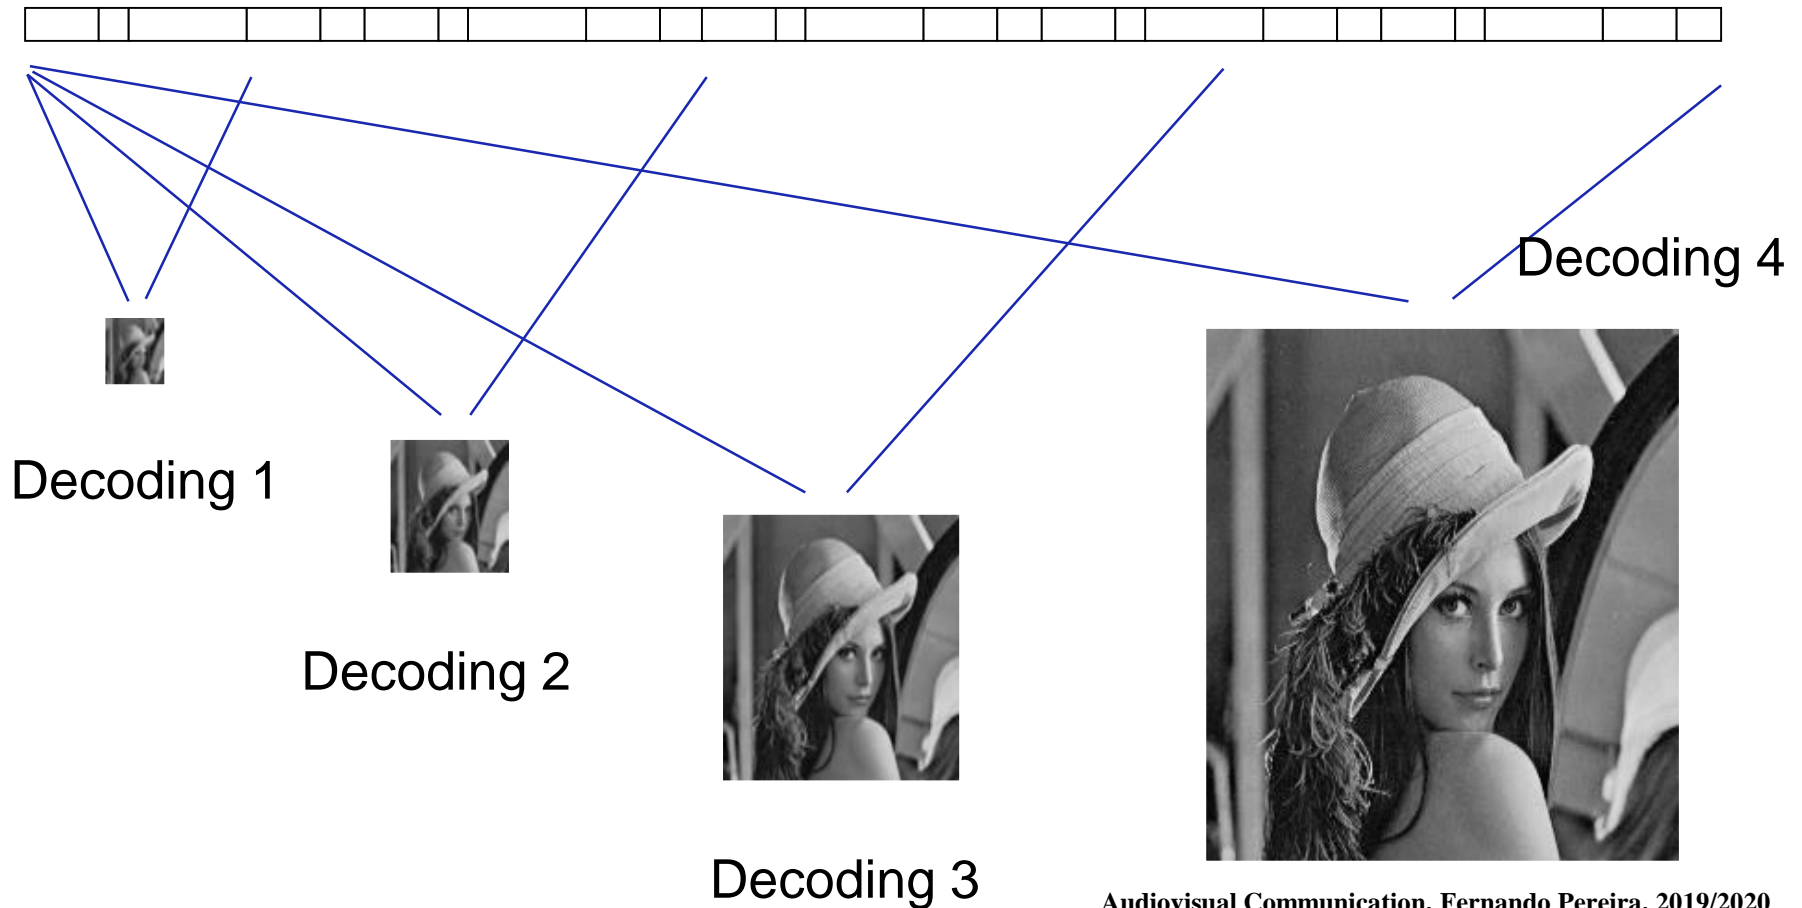 Decoding 4
Decoding 1
Decoding 2
Decoding 3
Audiovisual Communication, Fernando Pereira, 2019/2020